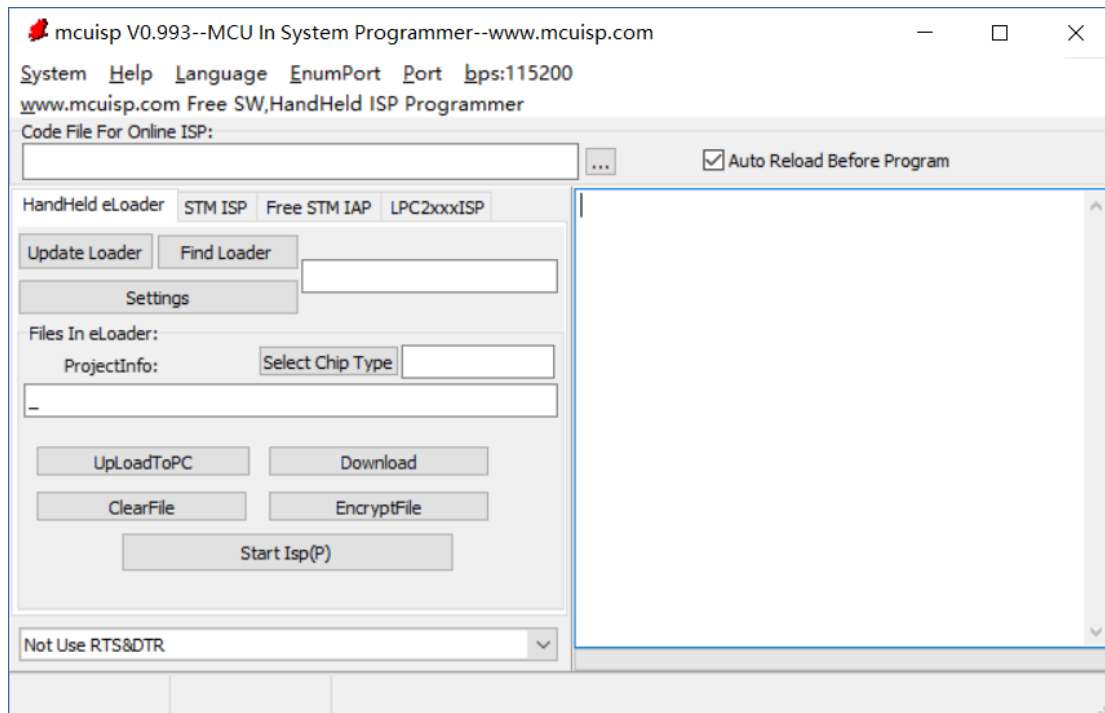 mcuisp V0.993--MCU In System Programmer--www.mcuisp.com
System Help Language EnumPort Port bps:115200
www.mcuisp.com Free SW,HandHeld ISP Programmer
Code File For Online ISP:
... Auto Reload Before Program
HandHeld eLoader STM ISP Free STM IAP LPC2xxxISP
Update Loader Find Loader
Settings
Files In eLoader:
ProjectInfo: Select Chip Type
_
UpLoadToPC Download
ClearFile EncryptFile
Start Isp(P)
Not Use RTS&DTR